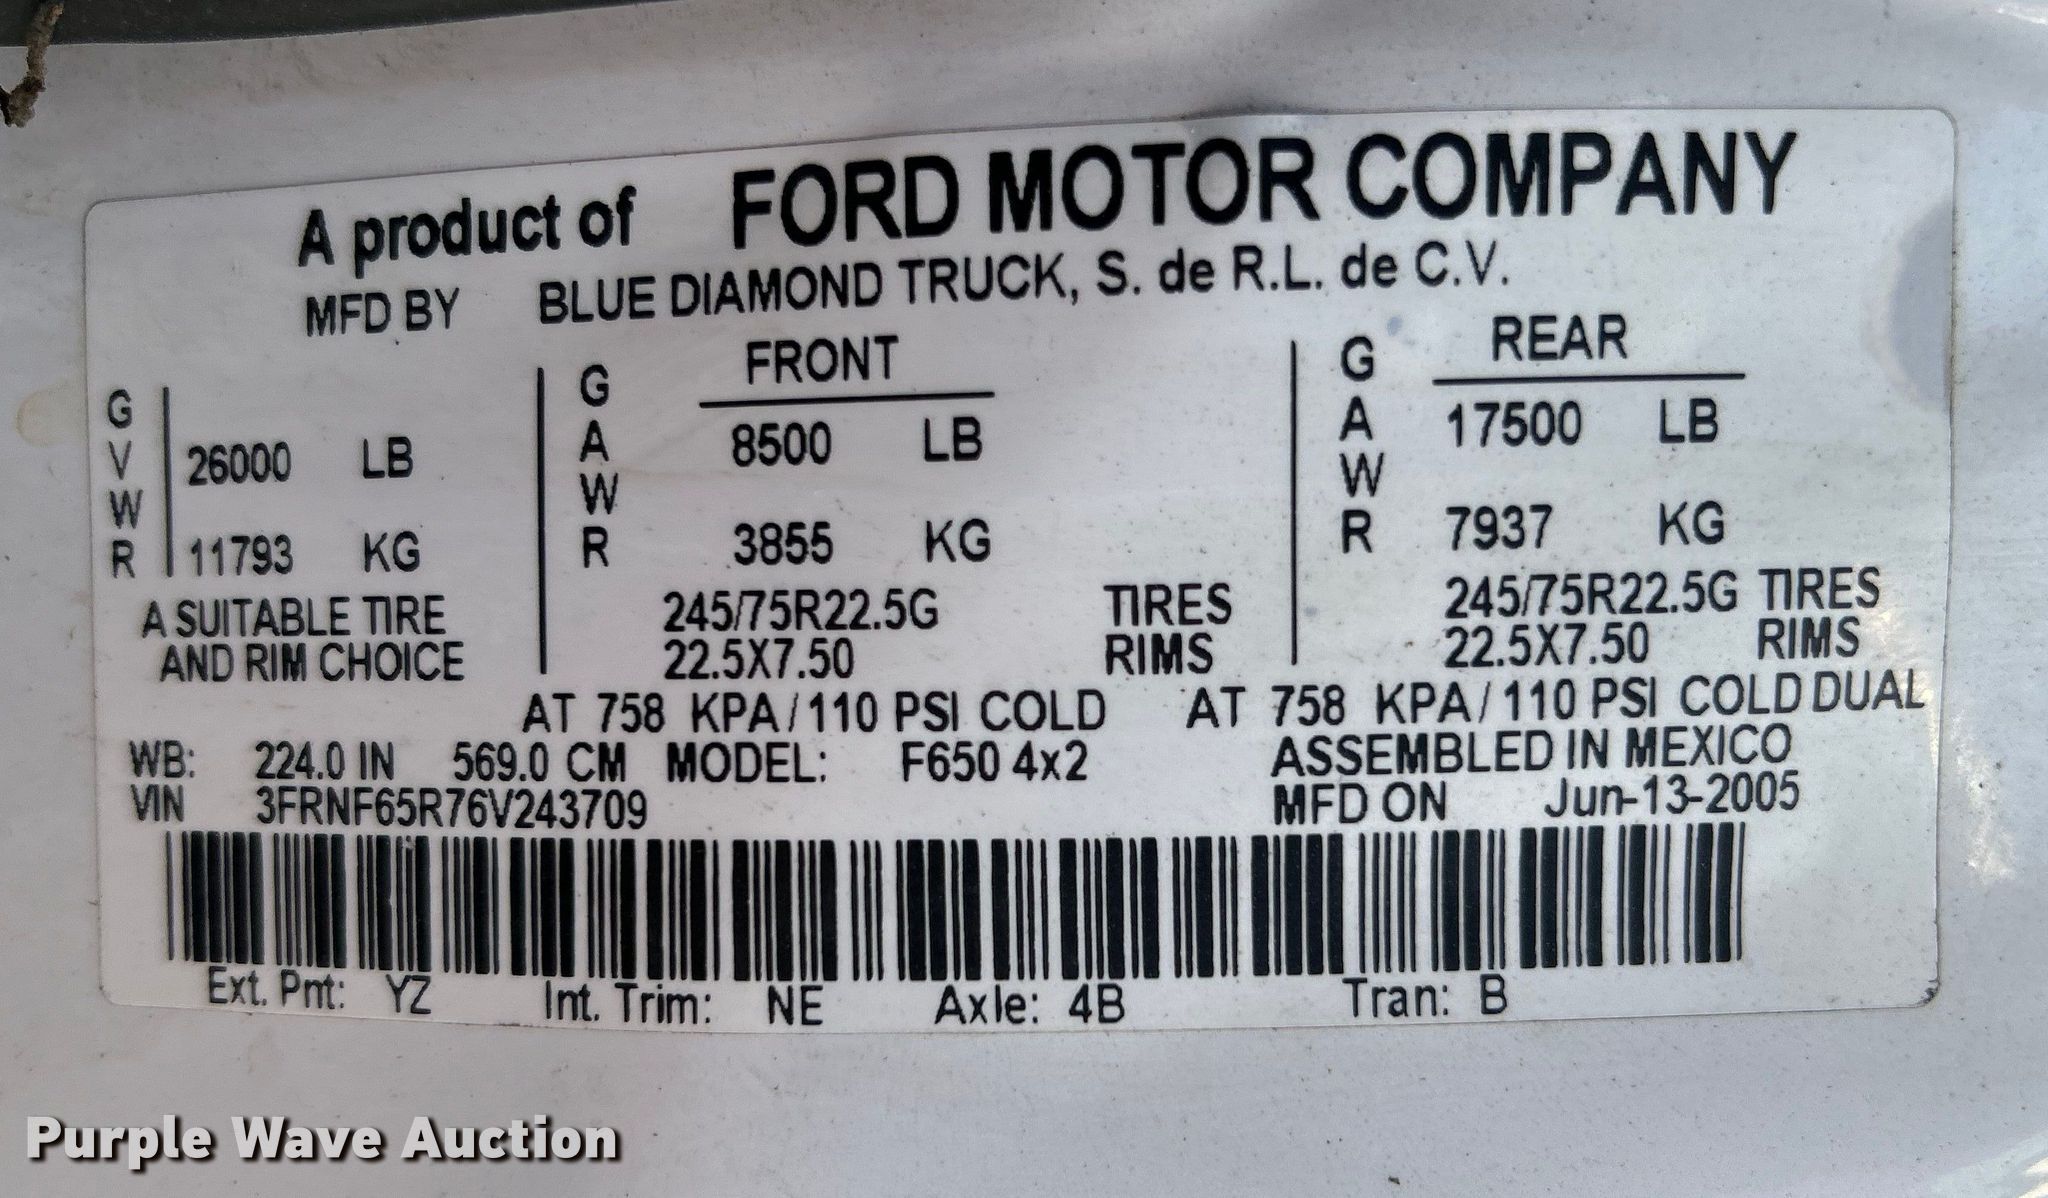 A product of FORD MOTOR COMPANY
MFD BY BLUE DIAMOND TRUCK, S. de R.L. de C.V.
GVWR 26000 LB
11793 KG
GAWR FRONT
8500 LB
3855 KG
GAWR REAR
17500 LB
7937 KG
A SUITABLE TIRE 245/75R22.5G TIRES 245/75R22.5G TIRES
AND RIM CHOICE 22.5X7.50 RIMS 22.5X7.50 RIMS
AT 758 KPA/110 PSI COLD AT 758 KPA/110 PSI COLD DUAL
WB: 224.0 IN 569.0 CM MODEL: F650 4x2 ASSEMBLED IN MEXICO
VIN 3FRNF65R76V243709 MFD ON Jun-13-2005
Ext. Pnt: YZ Int. Trim: NE Axle: 4B Tran: B
Purple Wave Auction